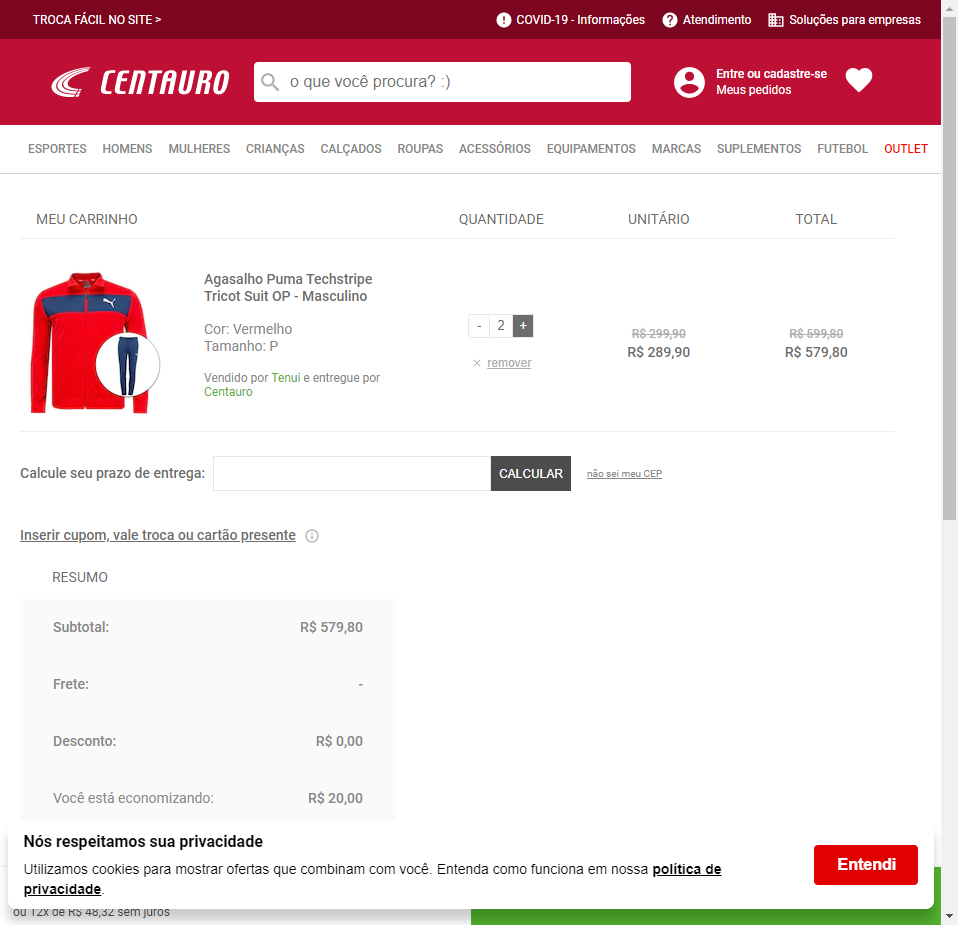 TROCA FÁCIL NO SITE >
COVID-19 - Informações
Atendimento
Soluções para empresas
CENTAURO
o que você procura? :)
Entre ou cadastre-se
Meus pedidos
ESPORTES HOMENS MULHERES CRIANÇAS CALÇADOS ROUPAS ACESSÓRIOS EQUIPAMENTOS MARCAS SUPLEMENTOS FUTEBOL OUTLET
MEU CARRINHO QUANTIDADE UNITÁRIO TOTAL
Agasalho Puma Techstripe
Tricot Suit OP - Masculino
Cor: Vermelho
Tamanho: P
Vendido por Tenui e entregue por
Centauro
- 2 +
× remover
R$ 299,90
R$ 289,90
R$ 599,80
R$ 579,80
Calcule seu prazo de entrega:
CALCULAR
não sei meu CEP
Inserir cupom, vale troca ou cartão presente
RESUMO
Subtotal: R$ 579,80
Frete: -
Desconto: R$ 0,00
Você está economizando: R$ 20,00
Nós respeitamos sua privacidade
Utilizamos cookies para mostrar ofertas que combinam com você. Entenda como funciona em nossa política de
privacidade.
Entendi
ou 12x de R$ 48,32 sem juros